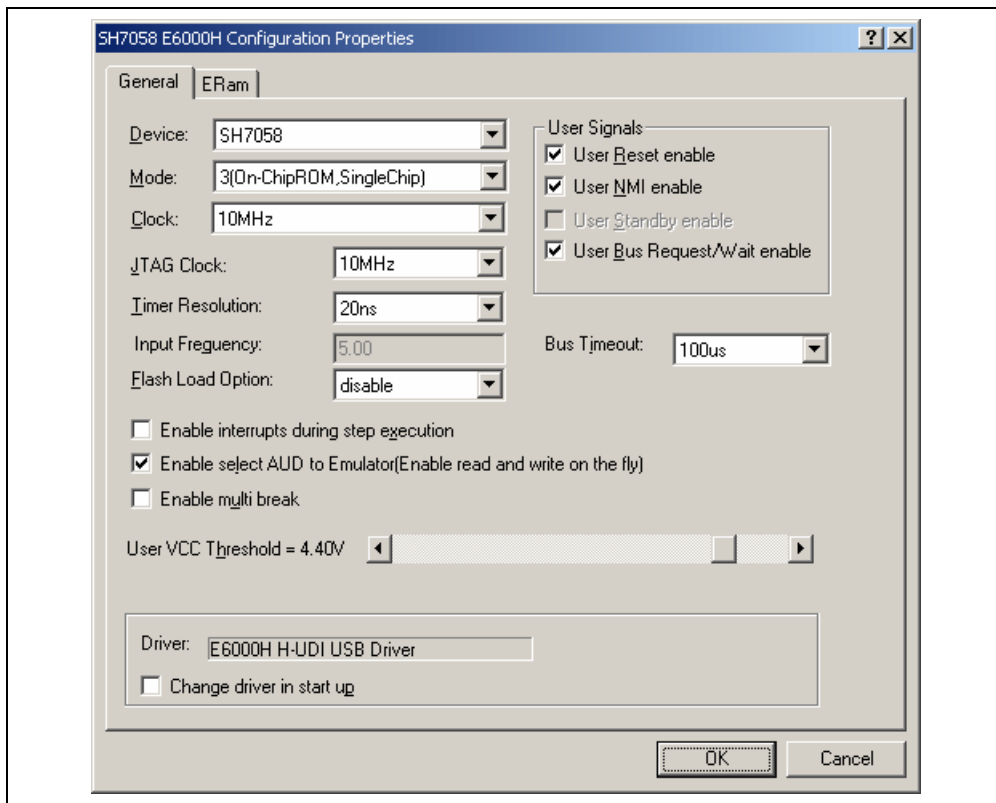 SH7058 E6000H Configuration Properties
General
ERam
Device:
SH7058
Mode:
3(On-ChipROM,SingleChip)
Clock:
10MHz
JTAG Clock:
10MHz
Timer Resolution:
20ns
Input Freguency:
5.00
Flash Load Option:
disable
User Signals
User Reset enable
User NMI enable
User Standby enable
User Bus Request/Wait enable
Bus Timeout:
100us
Enable interrupts during step execution
Enable select AUD to Emulator(Enable read and write on the fly)
Enable multi break
User VCC Threshold = 4.40V
Driver:
E6000H H-UDI USB Driver
Change driver in start up
OK
Cancel